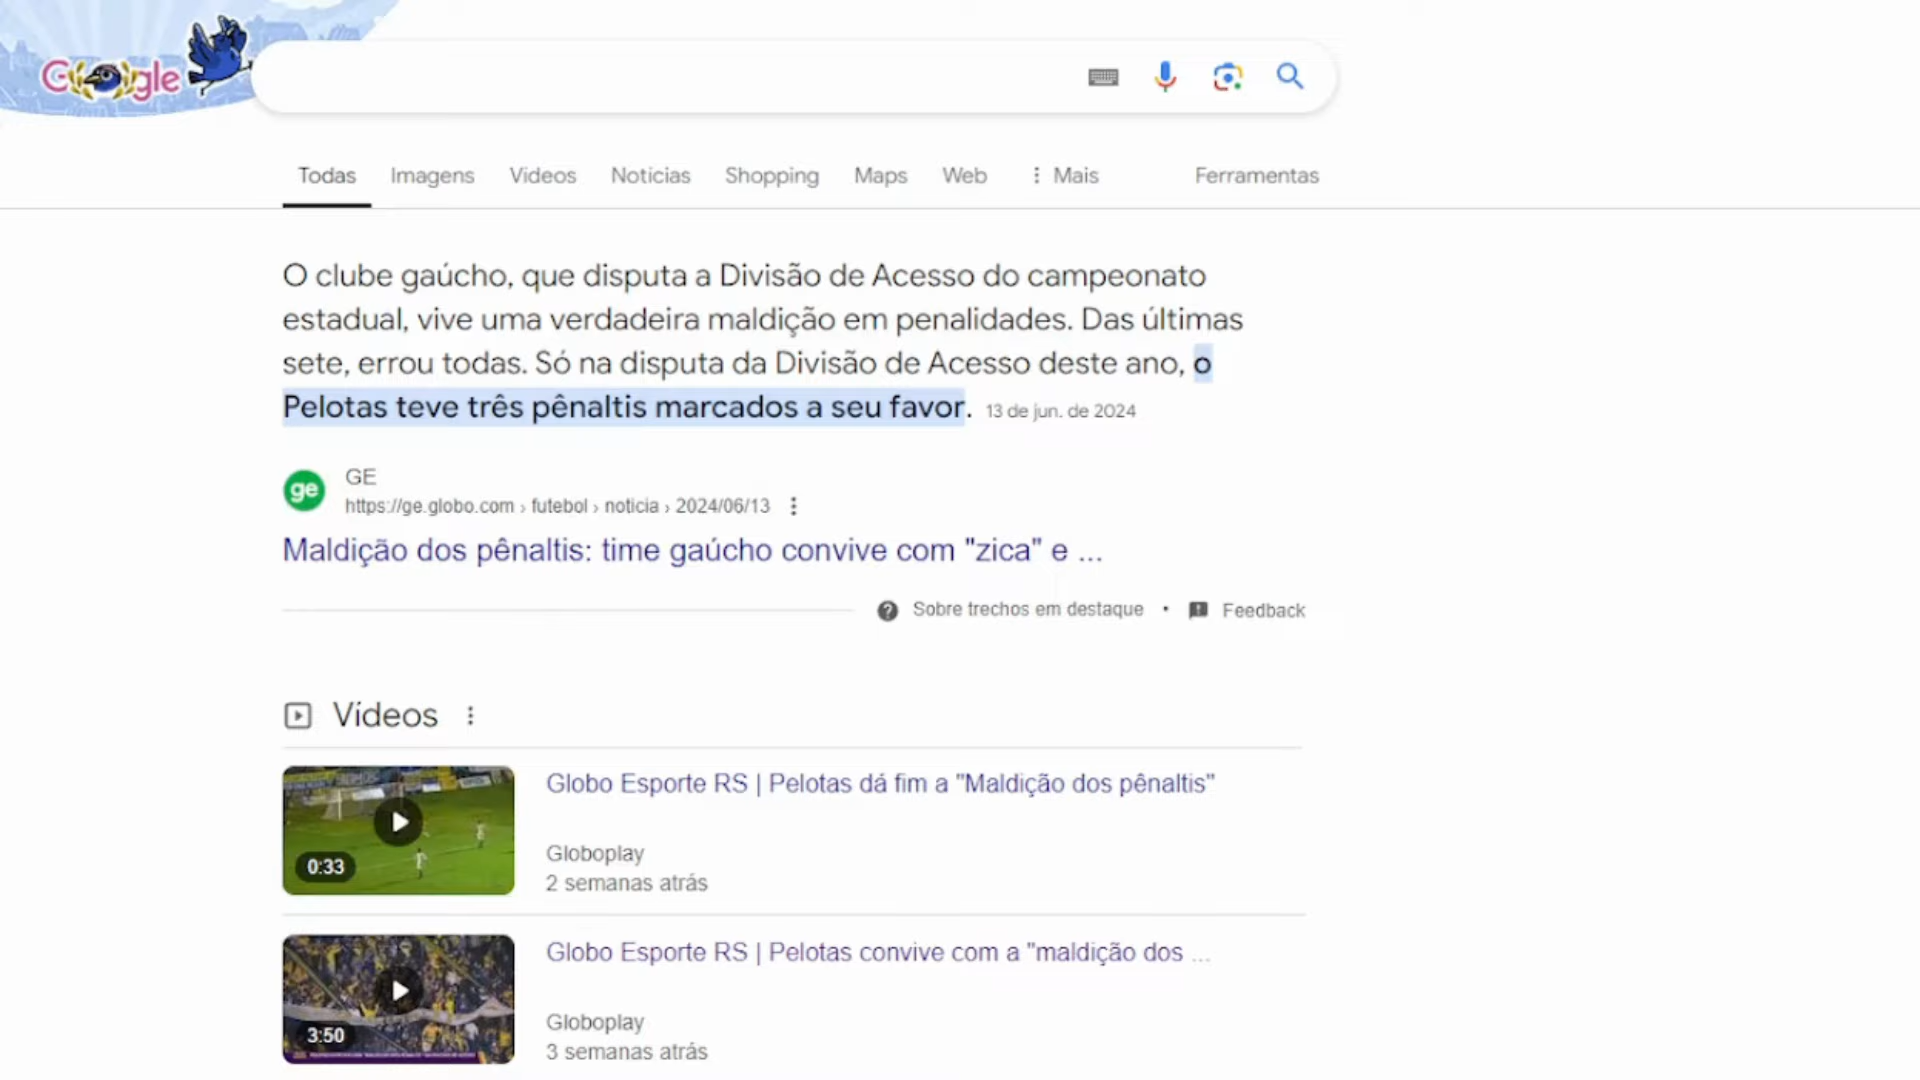 Google
Todas Imagens Vídeos Notícias Shopping Maps Web Mais Ferramentas
O clube gaúcho, que disputa a Divisão de Acesso do campeonato
estadual, vive uma verdadeira maldição em penalidades. Das últimas
sete, errou todas. Só na disputa da Divisão de Acesso deste ano, o
Pelotas teve três pênaltis marcados a seu favor. 13 de jun. de 2024
ge GE
https://ge.globo.com › futebol › noticia › 2024/06/13
Maldição dos pênaltis: time gaúcho convive com "zica" e ...
Sobre trechos em destaque • Feedback
Vídeos
Globo Esporte RS | Pelotas dá fim a "Maldição dos pênaltis"
0:33
Globoplay
2 semanas atrás
Globo Esporte RS | Pelotas convive com a "maldição dos ...
3:50
Globoplay
3 semanas atrás